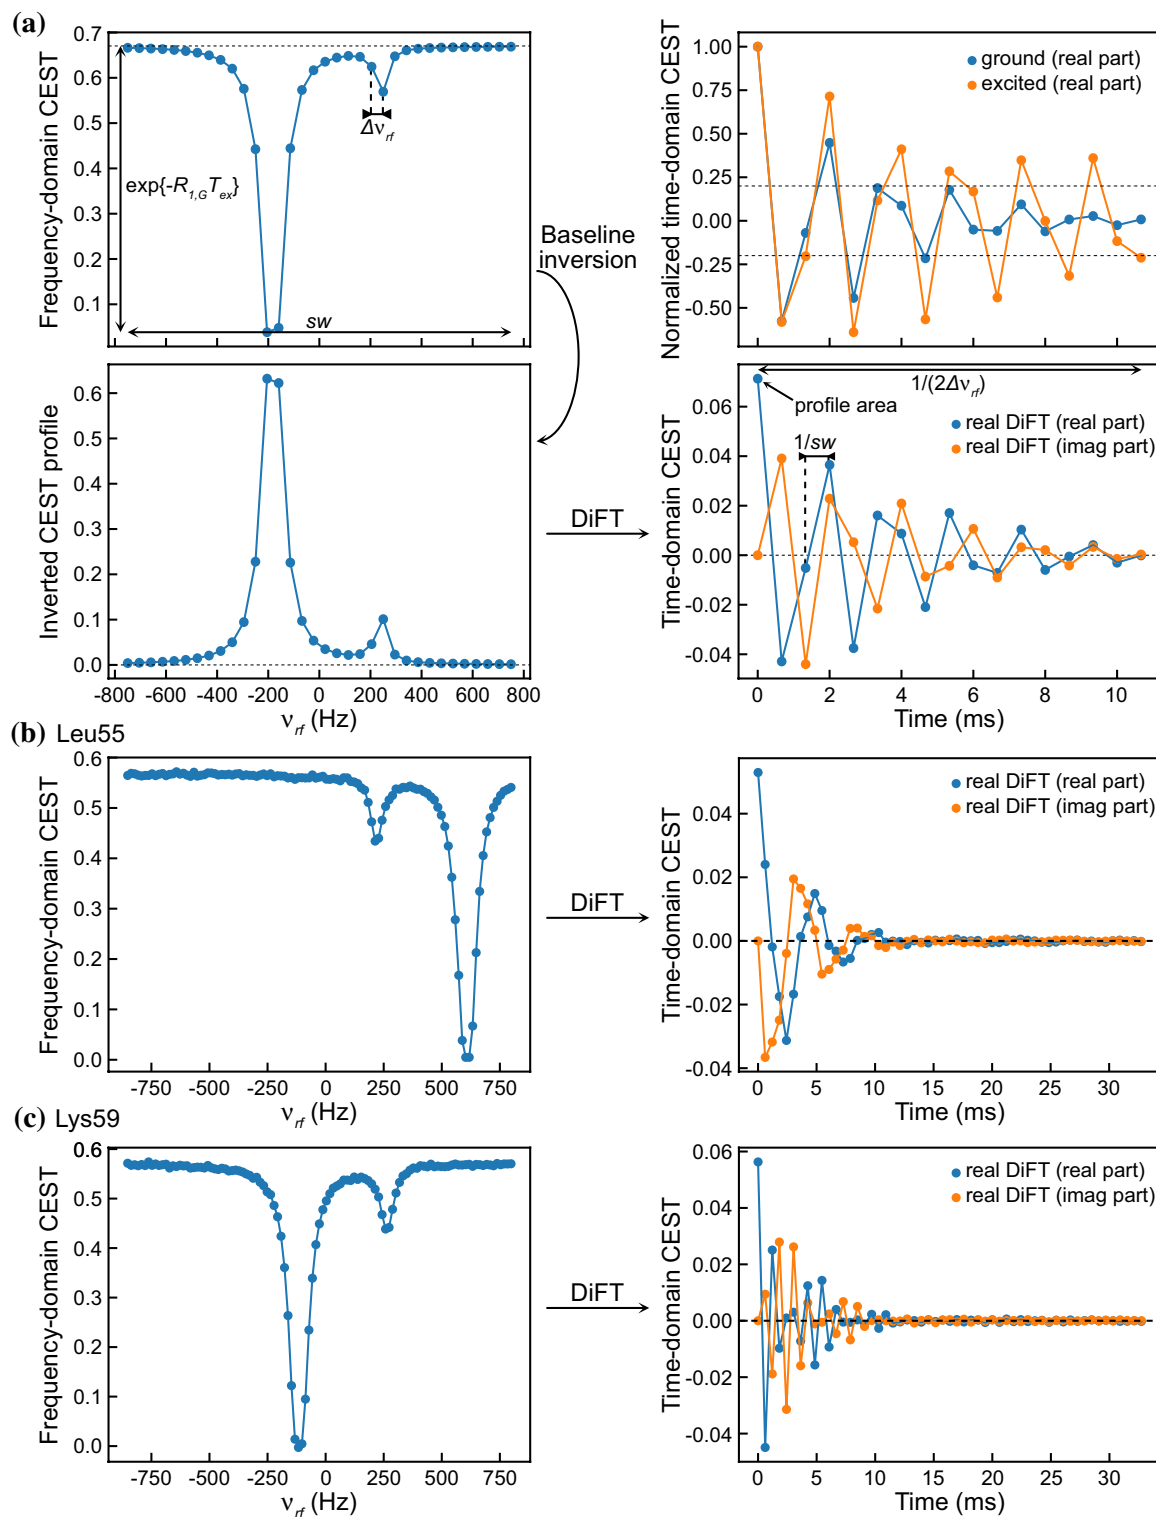 (a)
Frequency-domain CEST
0.7
0.6
0.5
0.4
0.3
0.2
0.1
exp{-R1,GTex}
Δνrf
sw
Baseline
inversion
Normalized time-domain CEST
1.00
0.50
0.25
0.00
-0.25
-0.50
ground (real part)
excited (real part)
Inverted CEST profile
0.6
0.5
0.4
0.3
0.2
0.1
0.0
-800 -600 -400 -200 0 200 400 600 800
νrf (Hz)
DiFT
Time-domain CEST
0.06
0.04
0.02
0.00
-0.02
-0.04
1/(2Δνrf)
profile area
1/sw
real DiFT (real part)
real DiFT (imag part)
0 2 4 6 8 10
Time (ms)
(b) Leu55
Frequency-domain CEST
0.6
0.5
0.4
0.3
0.2
0.1
0.0
-750 -500 -250 0 250 500 750
νrf (Hz)
DiFT
Time-domain CEST
0.04
0.02
0.00
-0.02
-0.04
real DiFT (real part)
real DiFT (imag part)
0 5 10 15 20 25 30
Time (ms)
(c) Lys59
Frequency-domain CEST
0.6
0.5
0.4
0.3
0.2
0.1
0.0
-750 -500 -250 0 250 500 750
νrf (Hz)
DiFT
Time-domain CEST
0.06
0.04
0.02
0.00
-0.02
-0.04
real DiFT (real part)
real DiFT (imag part)
0 5 10 15 20 25 30
Time (ms)